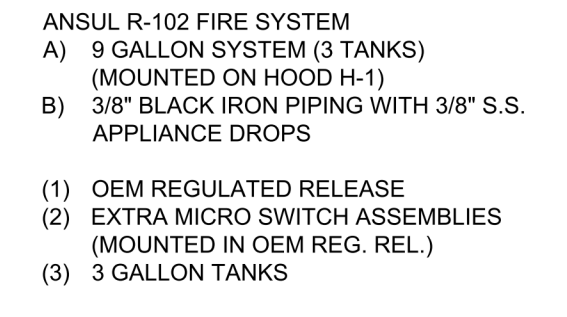 ANSUL R-102 FIRE SYSTEM
A) 9 GALLON SYSTEM (3 TANKS)
(MOUNTED ON HOOD H-1)
B) 3/8" BLACK IRON PIPING WITH 3/8" S.S.
APPLIANCE DROPS
(1) OEM REGULATED RELEASE
(2) EXTRA MICRO SWITCH ASSEMBLIES
(MOUNTED IN OEM REG. REL.)
(3) 3 GALLON TANKS